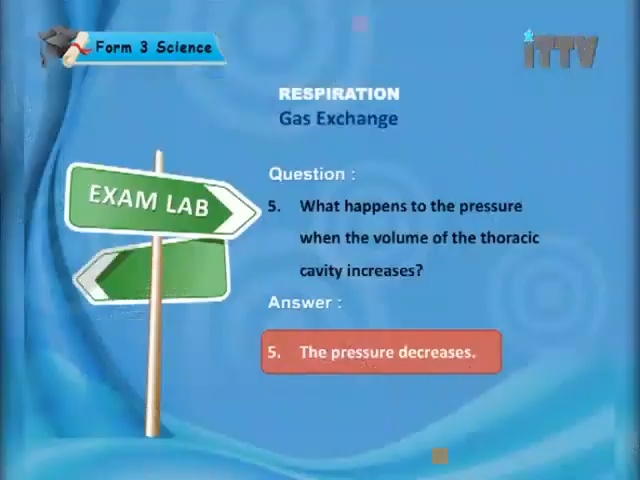 Form 3 Science
iTTV
RESPIRATION
Gas Exchange
EXAM LAB
Question :
5. What happens to the pressure
when the volume of the thoracic
cavity increases?
Answer :
5. The pressure decreases.